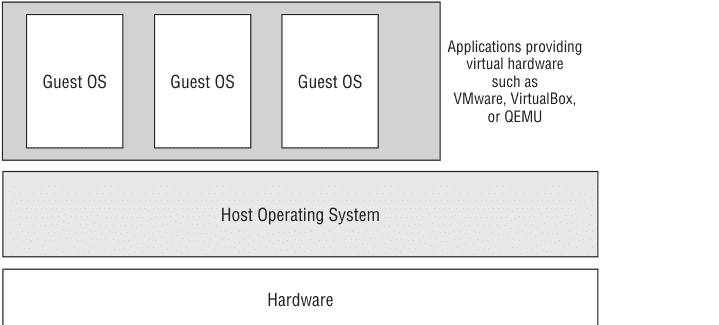 Guest OS
Guest OS
Guest OS
Applications providing
virtual hardware
such as
VMware, VirtualBox,
or QEMU
Host Operating System
Hardware